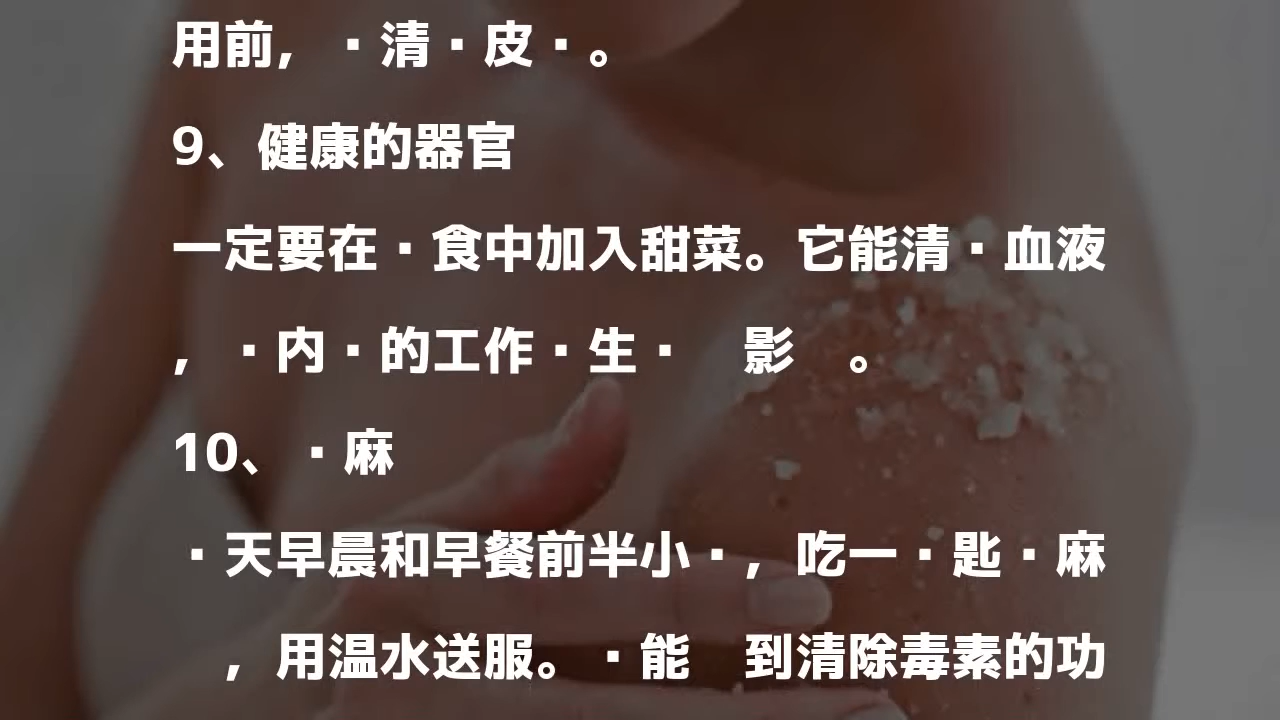 用前，▪清▪皮▪。
9、健康的器官
一定要在▪食中加入甜菜。它能清▪血液
，▪内▪的工作▪生▪　影　。
10、▪麻
▪天早晨和早餐前半小▪，吃一▪匙▪麻
　，用温水送服。▪能　到清除毒素的功